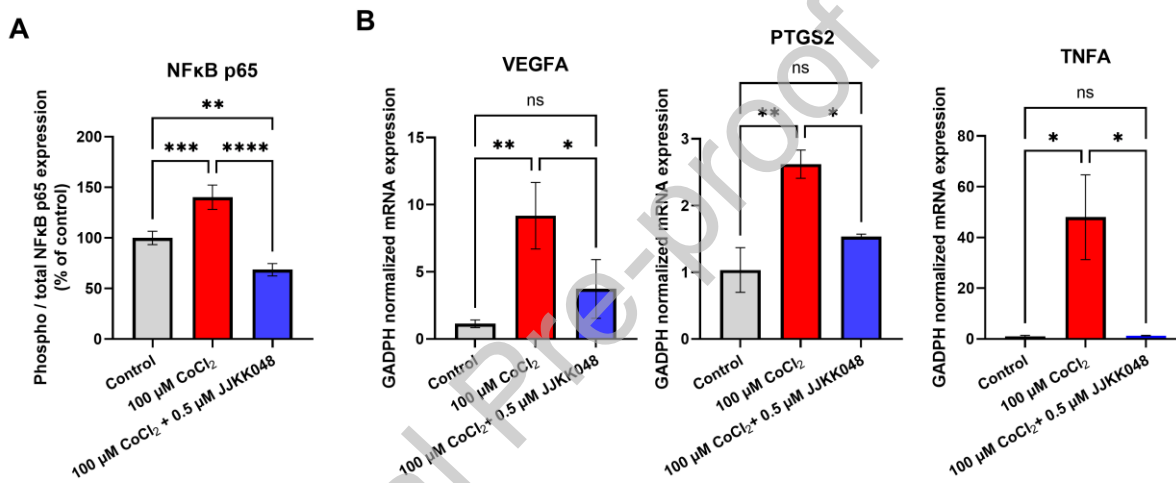 A
NFκB p65
**
*** ****
Phospho / total NFκB p65 expression
(% of control)
200
150
100
50
0
Control
100 µM CoCl₂
100 µM CoCl₂+ 0.5 µM JJKK048
B
VEGFA
ns
** *
GADPH normalized mRNA expression
15
10
5
0
Control
100 µM CoCl₂
100 µM CoCl₂+ 0.5 µM JJKK048
PTGS2
ns
** *
GADPH normalized mRNA expression
3
2
1
0
Control
100 µM CoCl₂
100 µM CoCl₂+ 0.5 µM JJKK048
TNFA
ns
* *
GADPH normalized mRNA expression
80
60
40
20
0
Control
100 µM CoCl₂
100 µM CoCl₂+ 0.5 µM JJKK048
l Pre-proof